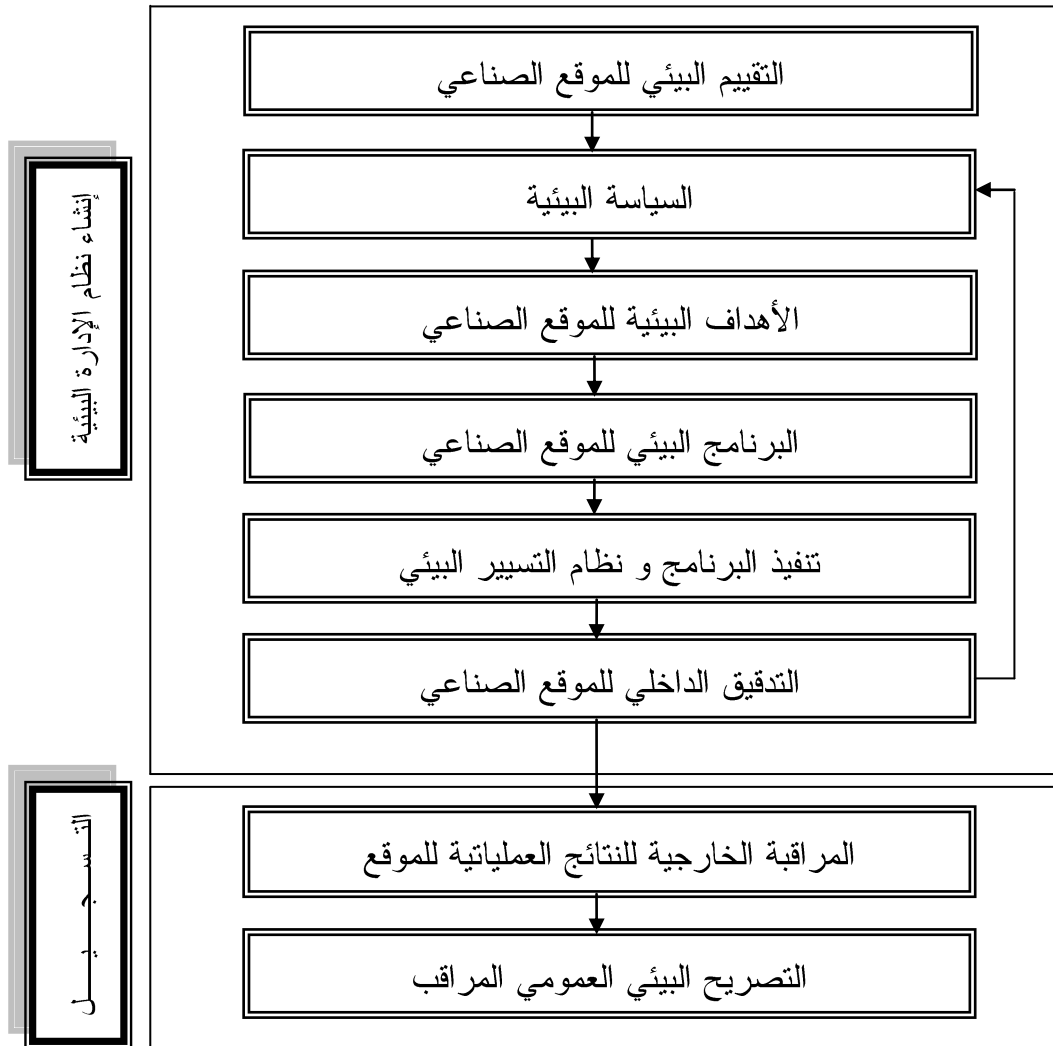 التقييم البيئي للموقع الصناعي
السياسة البيئية
الأهداف البيئية للموقع الصناعي
البرنامج البيئي للموقع الصناعي
تنفيذ البرنامج و نظام التسيير البيئي
التدقيق الداخلي للموقع الصناعي
إنشاء نظام الإدارة البيئية
المراقبة الخارجية للنتائج العملياتية للموقع
التصريح البيئي العمومي المراقب
التـسـجـيـل